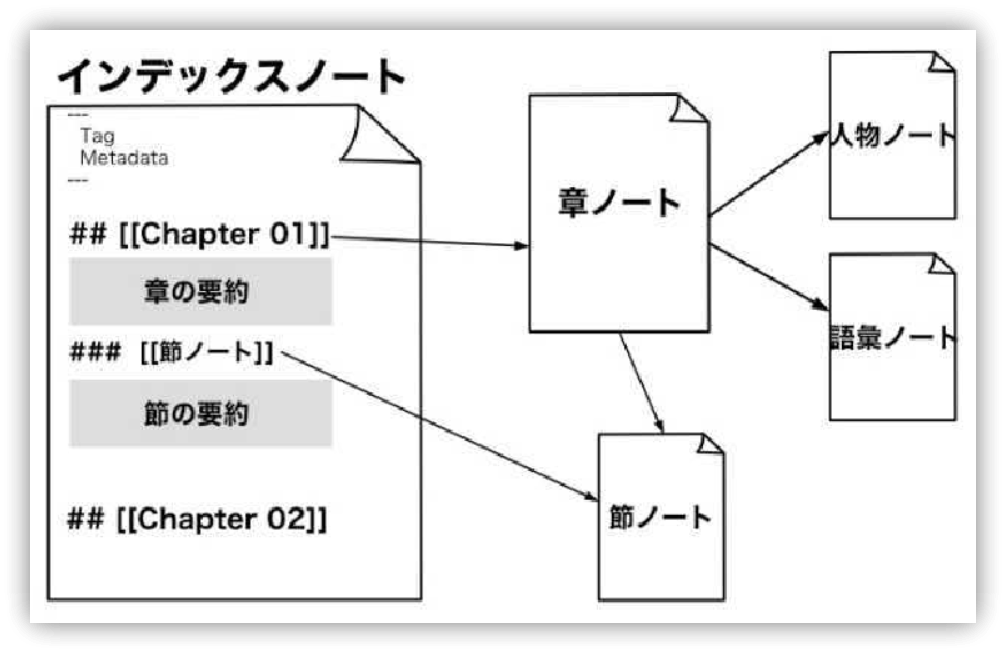 インデックスノート
---
Tag
Metadata
---
## [[Chapter 01]]
章の要約
### [[節ノート]]
節の要約
## [[Chapter 02]]
章ノート
人物ノート
語彙ノート
節ノート